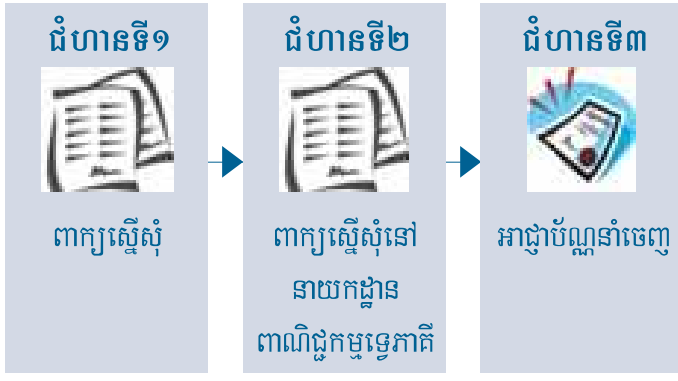 ជំហានទី១
ពាក្យស្នើសុំ
ជំហានទី២
ពាក្យស្នើសុំនៅ
នាយកដ្ឋាន
ពាណិជ្ជកម្មទ្វេភាគី
ជំហានទី៣
អាជ្ញាប័ណ្ណនាំចេញ